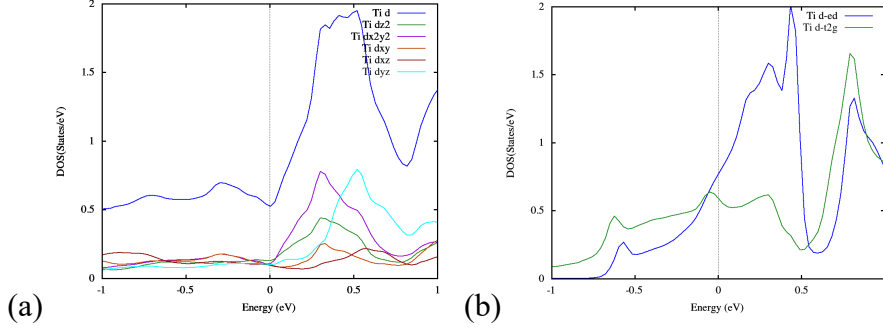 (a)
DOS(States/eV)
2
1.5
1
0.5
0
-1
-0.5
0
0.5
1
Energy (eV)
Ti d
Ti dz2
Ti dx2y2
Ti dxy
Ti dxz
Ti dyz
(b)
DOS(States/eV)
2
1.5
1
0.5
0
-1
-0.5
0
0.5
Energy (eV)
Ti d-ed
Ti d-t2g